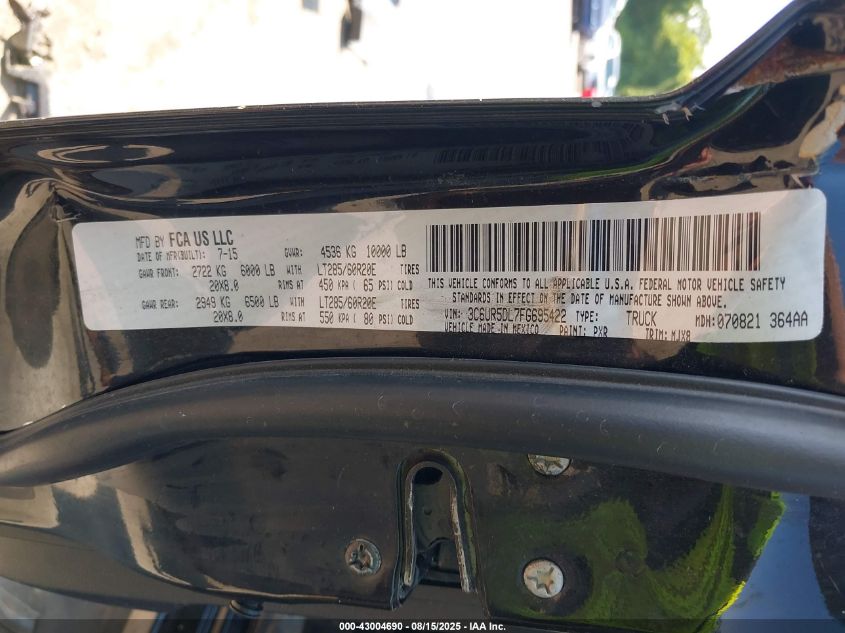 MFD BY FCA US LLC
DATE OF MFR(BUILT): 7-15 GVWR: 4536 KG 10000 LB
GAWR FRONT: 2722 KG 6000 LB WITH LT285/60R20E TIRES
20X8.0 RIMS AT 450 KPA ( 65 PSI) COLD
GAWR REAR: 2949 KG 6500 LB WITH LT285/60R20E TIRES
20X8.0 RIMS AT 550 KPA ( 80 PSI) COLD
THIS VEHICLE CONFORMS TO ALL APPLICABLE U.S.A. FEDERAL MOTOR VEHICLE SAFETY
STANDARDS IN EFFECT ON THE DATE OF MANUFACTURE SHOWN ABOVE.
VIN: 3C6UR5DL7FG695422 TYPE: TRUCK MDH: 070821 364AA
VEHICLE MADE IN MEXICO PAINT: PXR TRIM: MJX8
000-43004690 - 08/15/2025 - IAA Inc.